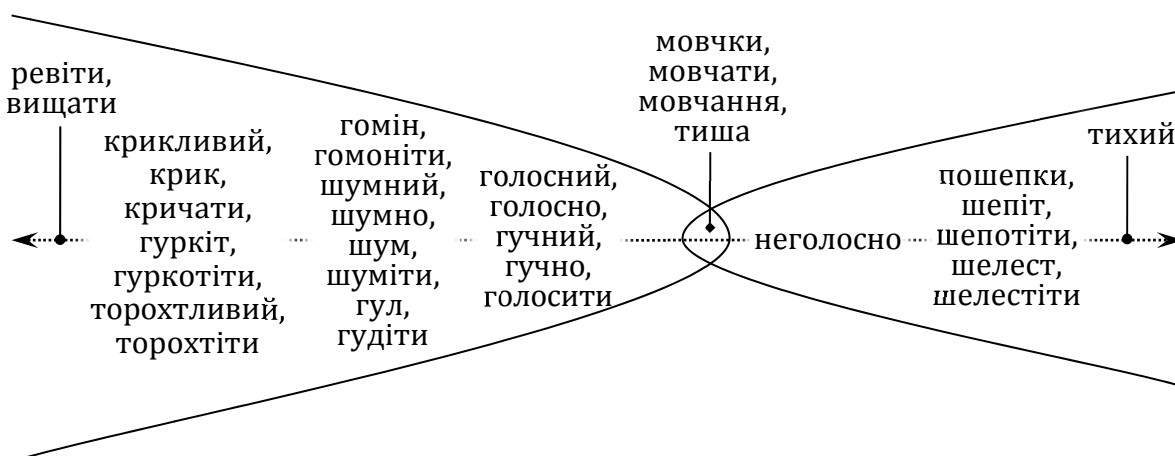 ревіти,
вищати
крикливий,
крик,
кричати,
гуркіт,
гуркотіти,
торохтливий,
торохтіти
гомін,
гомоніти,
шумний,
шумно,
шум,
шуміти,
гул,
гудіти
голосний,
голосно,
гучний,
гучно,
голосити
мовчки,
мовчати,
мовчання,
тиша
неголосно
пошепки,
шепіт,
шепотіти,
шелест,
шелестіти
тихий